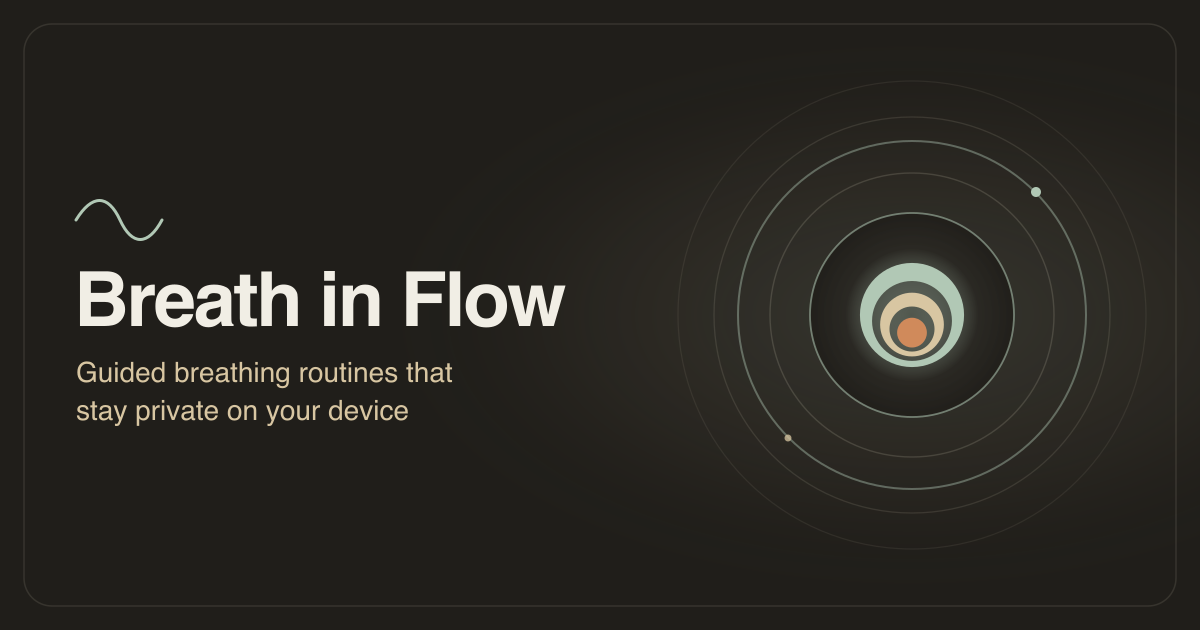 Breath in Flow
Guided breathing routines that
stay private on your device